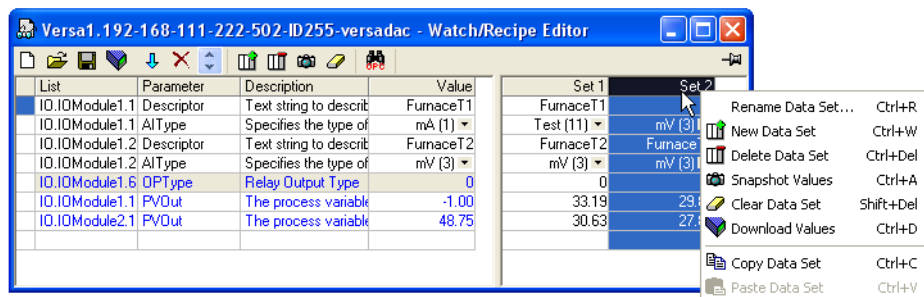 Versa1.192-168-111-222-502-ID255-versadac - Watch/Recipe Editor
OPC
List Parameter Description Value Set 1 Set 2
IO.IOModule1.1 Descriptor Text string to describ FurnaceT1 FurnaceT1
IO.IOModule1.1 AIType Specifies the type of mA (1) Test (11) mV (3)
IO.IOModule1.2 Descriptor Text string to describ FurnaceT2 FurnaceT2 Furnace
IO.IOModule1.2 AIType Specifies the type of mV (3) mV (3) mV (3)
IO.IOModule1.6 OPType Relay Output Type 0 0
IO.IOModule1.1 PVOut The process variable -1.00 33.19 29.
IO.IOModule2.1 PVOut The process variable 48.75 30.63 27.
Rename Data Set... Ctrl+R
New Data Set Ctrl+W
Delete Data Set Ctrl+Del
Snapshot Values Ctrl+A
Clear Data Set Shift+Del
Download Values Ctrl+D
Copy Data Set Ctrl+C
Paste Data Set Ctrl+V